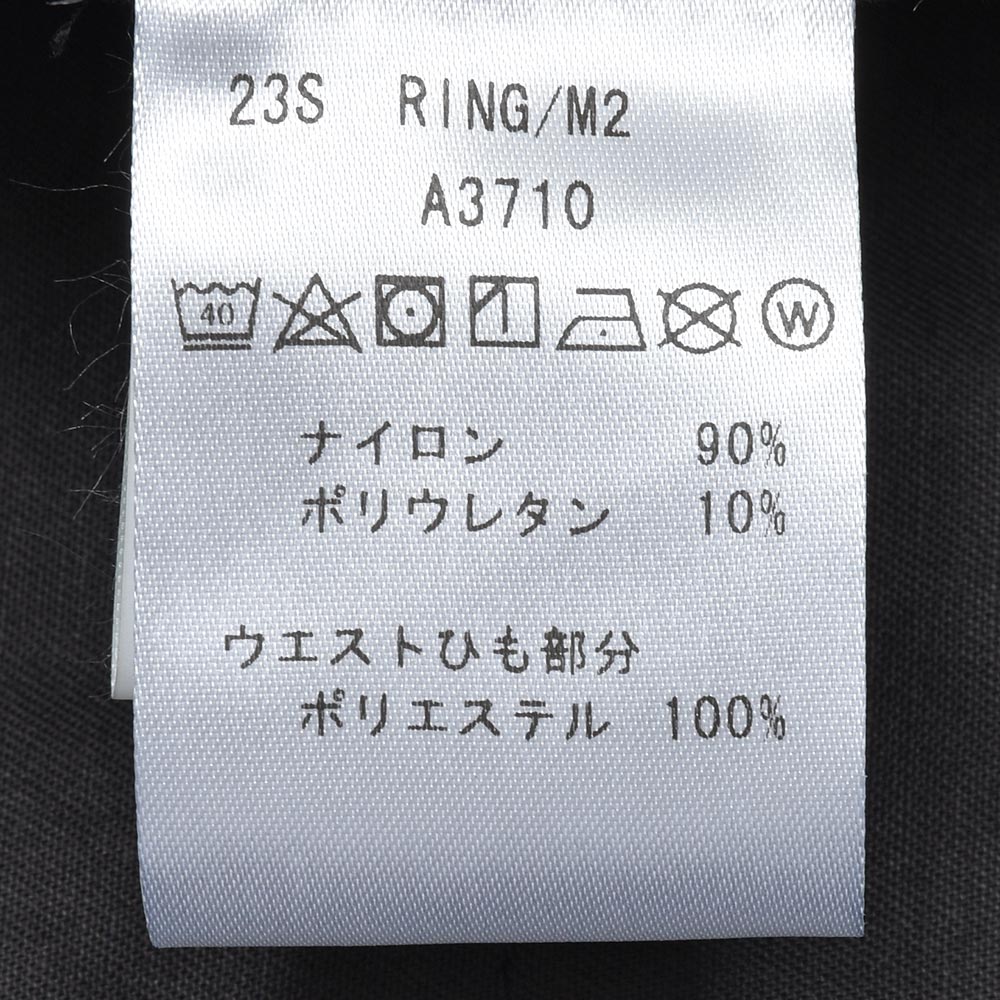 23S RING/M2
A3710
40 W
ナイロン 90%
ポリウレタン 10%
ウエストひも部分
ポリエステル 100%